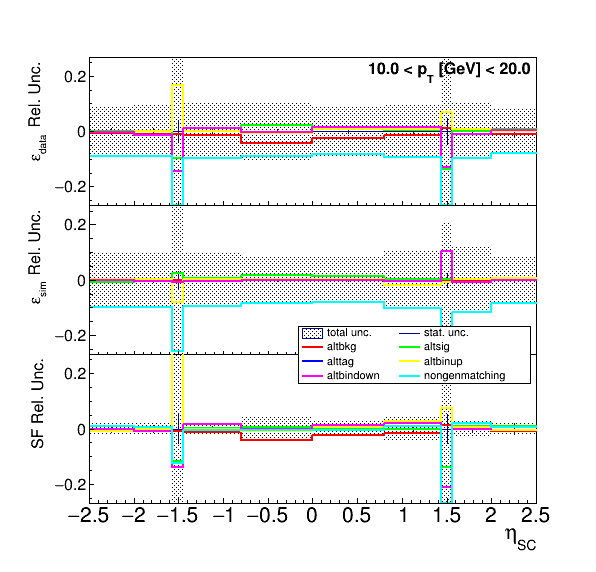 10.0 < p_T [GeV] < 20.0
ε_data Rel. Unc.
0.2
0
−0.2
ε_sim Rel. Unc.
0.2
0
−0.2
total unc. stat. unc.
altbkg altsig
alttag altbinup
altbindown nongenmatching
SF Rel. Unc.
0.2
0
−0.2
−2.5 −2 −1.5 −1 −0.5 0 0.5 1 1.5 2 2.5
η_SC